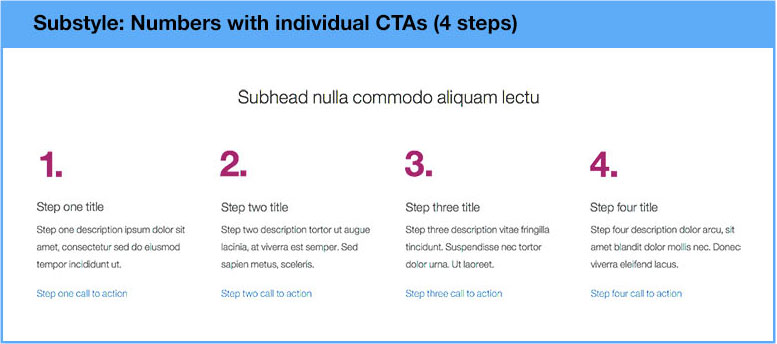 Substyle: Numbers with individual CTAs (4 steps)
Subhead nulla commodo aliquam lectu
1.
Step one title
Step one description ipsum dolor sit
amet, consectetur sed do eiusmod
tempor incididunt ut.
Step one call to action
2.
Step two title
Step two description tortor ut augue
lacinia, at viverra est semper. Sed
sapien metus, sceleris.
Step two call to action
3.
Step three title
Step three description vitae fringilla
tincidunt. Suspendisse nec tortor
dolor urna. Ut laoreet.
Step three call to action
4.
Step four title
Step four description dolor arcu, sit
amet blandit dolor mollis nec. Donec
viverra eleifend lacus.
Step four call to action